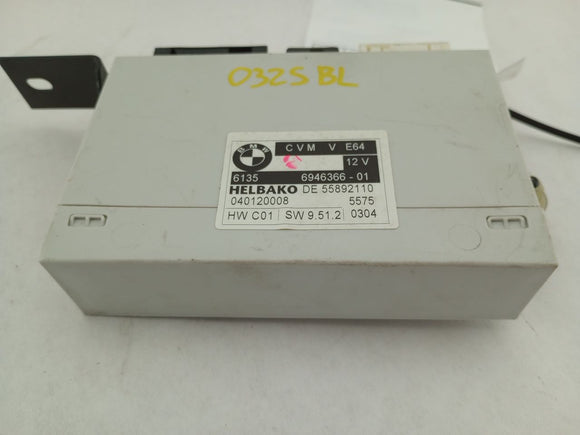 0325 BL
BMW
CVM V E64
12 V
6135 6946366 - 01
HELBAKO DE 55892110
040120008 5575
HW C01 SW 9.51.2 0304